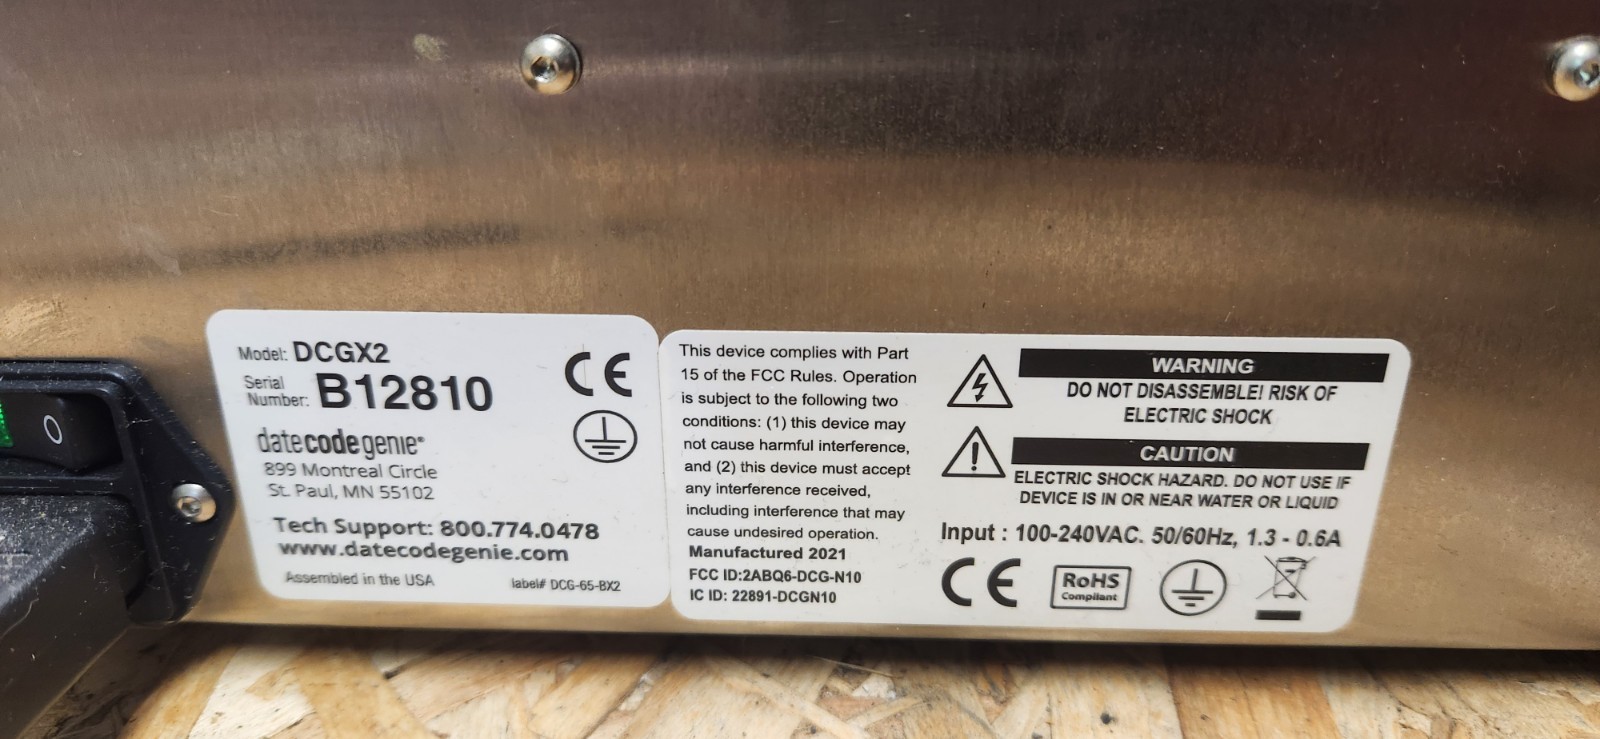 Model: DCGX2
Serial
Number: B12810
CE
datecodegenie®
899 Montreal Circle
St. Paul, MN 55102
Tech Support: 800.774.0478
www.datecodegenie.com
Assembled in the USA
label# DCG-65-BX2
This device complies with Part
15 of the FCC Rules. Operation
is subject to the following two
conditions: (1) this device may
not cause harmful interference,
and (2) this device must accept
any interference received,
including interference that may
cause undesired operation.
Manufactured 2021
FCC ID:2ABQ6-DCG-N10
IC ID: 22891-DCGN10
WARNING
DO NOT DISASSEMBLE! RISK OF
ELECTRIC SHOCK
CAUTION
ELECTRIC SHOCK HAZARD. DO NOT USE IF
DEVICE IS IN OR NEAR WATER OR LIQUID
Input : 100-240VAC. 50/60Hz, 1.3 - 0.6A
CE
RoHS
Compliant